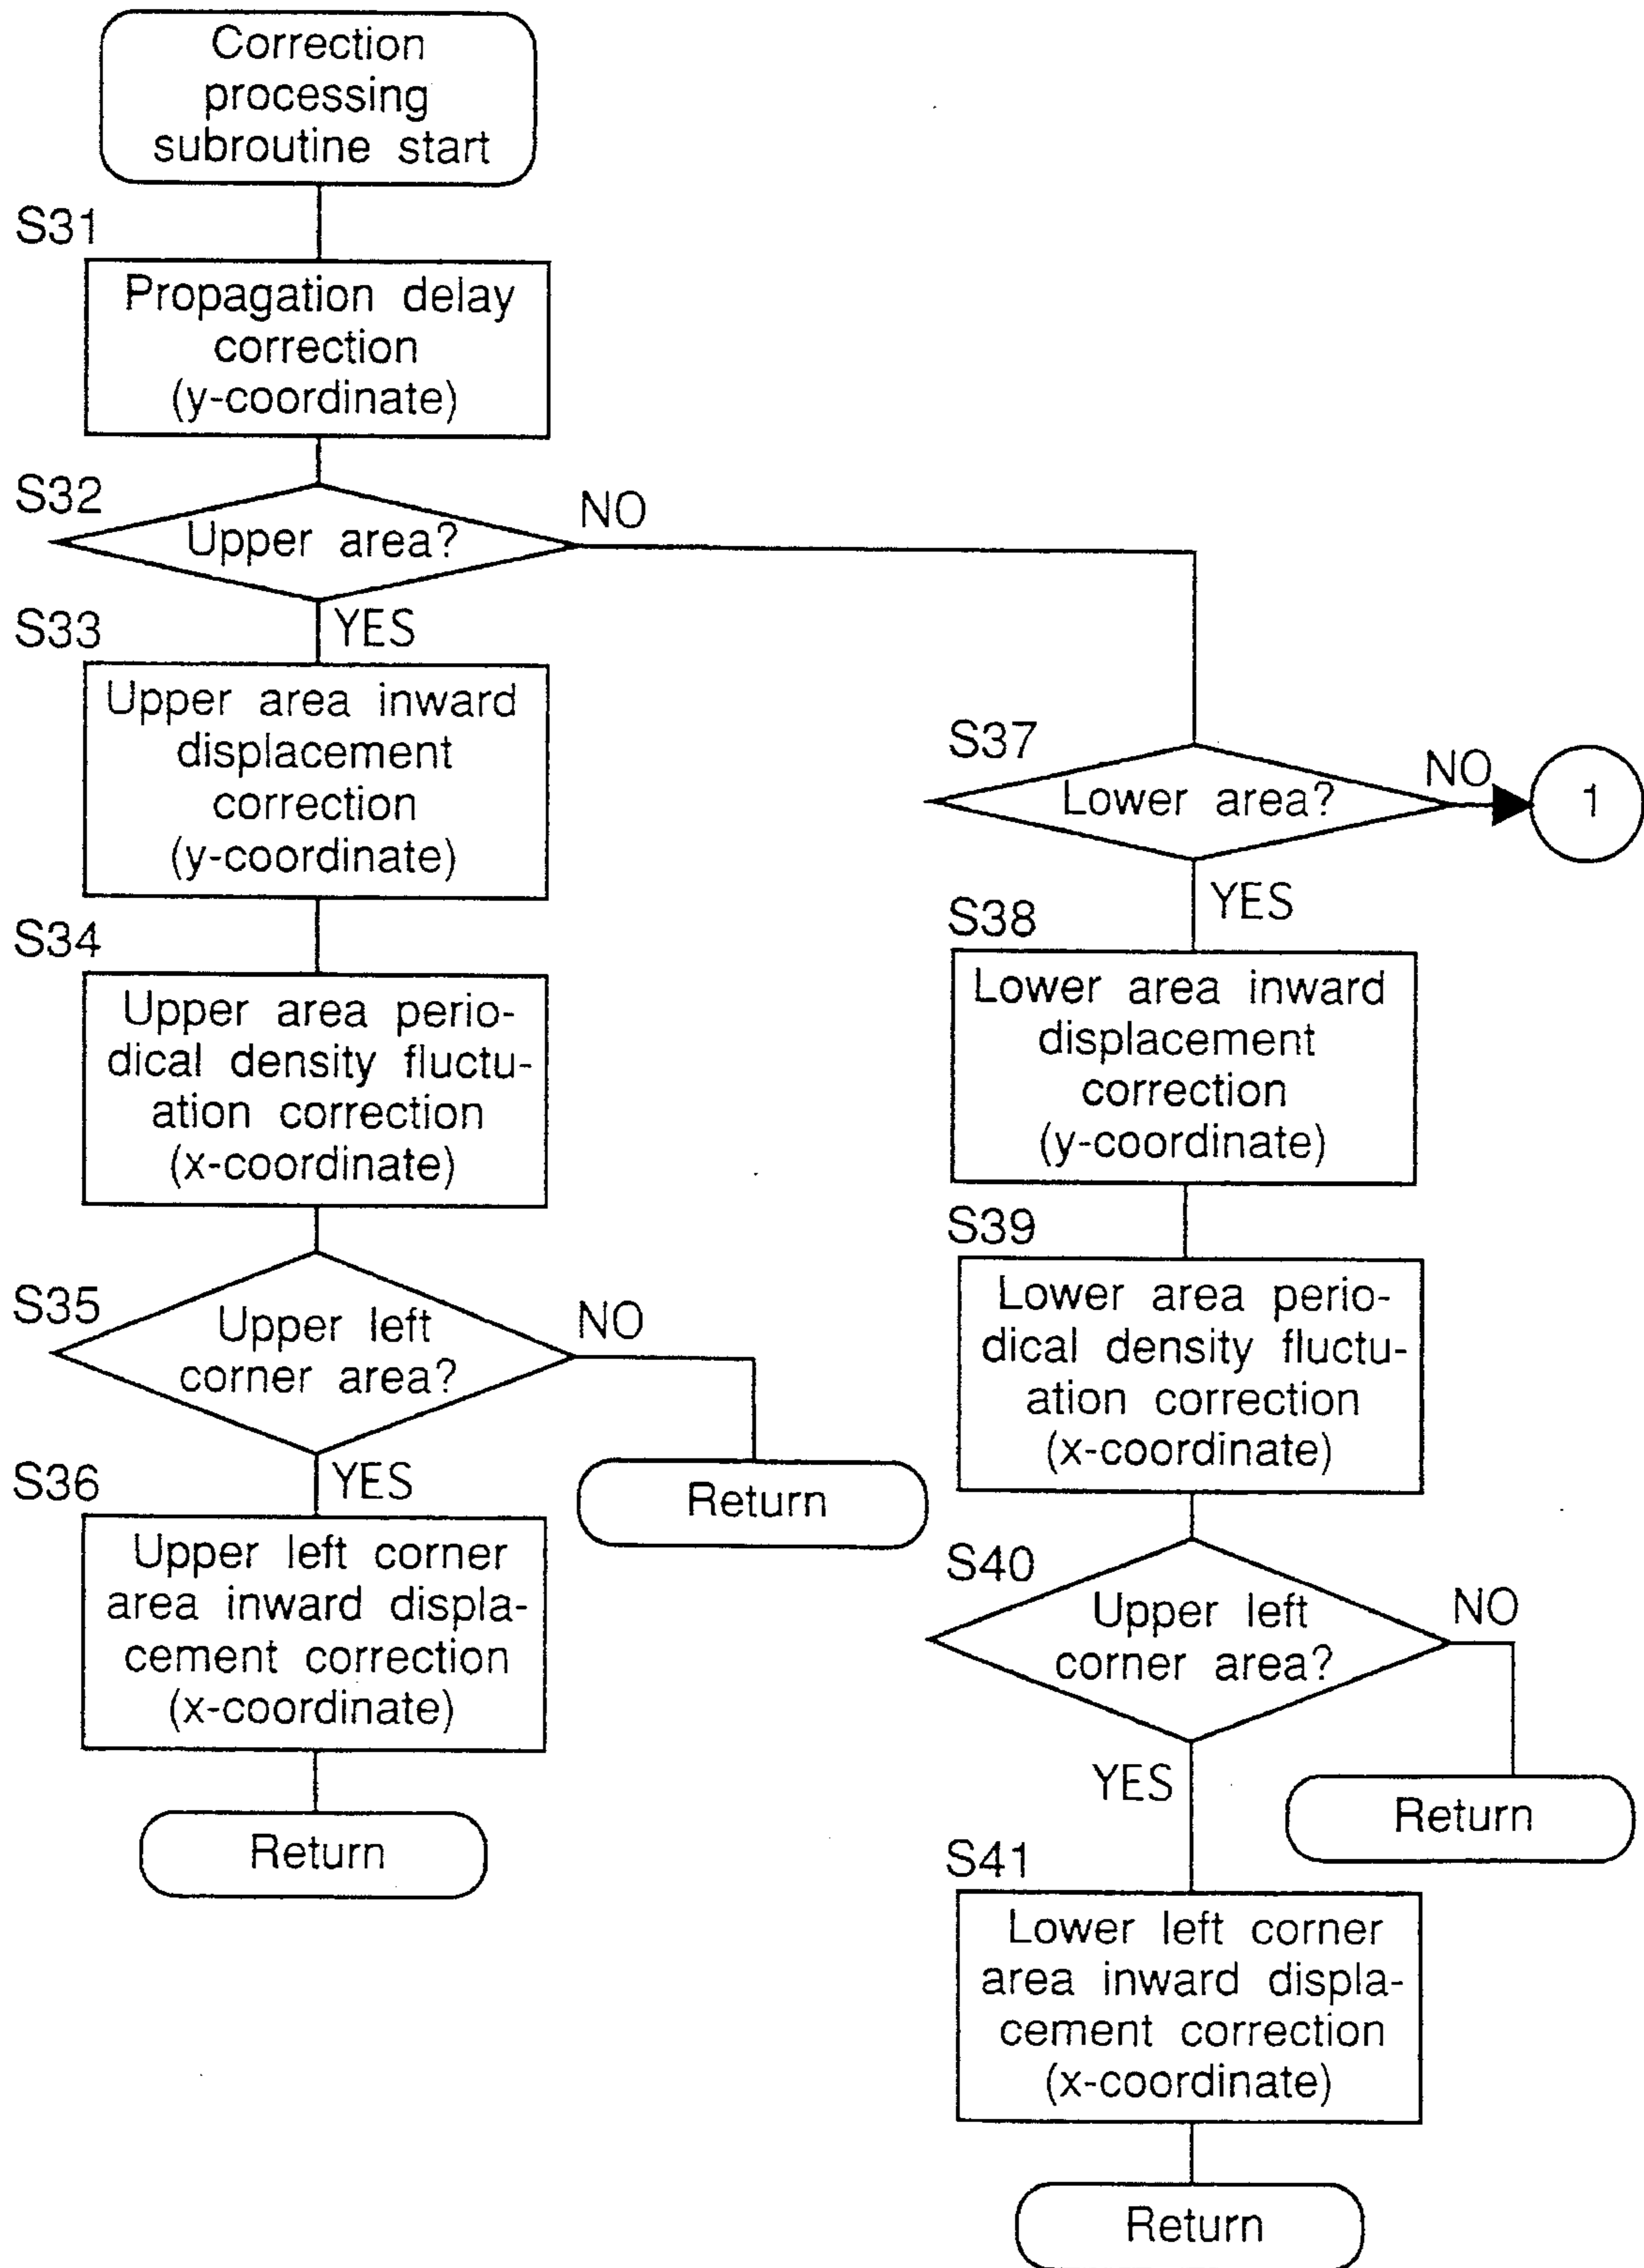 Correction
processing
subroutine start
S31
Propagation delay
correction
(y-coordinate)
S32
Upper area?
NO
YES
S33
Upper area inward
displacement
correction
(y-coordinate)
S34
Upper area perio-
dical density fluctu-
ation correction
(x-coordinate)
S35
Upper left
corner area?
NO
Return
YES
S36
Upper left corner
area inward displa-
cement correction
(x-coordinate)
Return
S37
Lower area?
NO
1
YES
S38
Lower area inward
displacement
correction
(y-coordinate)
S39
Lower area perio-
dical density fluctu-
ation correction
(x-coordinate)
S40
Upper left
corner area?
NO
Return
YES
S41
Lower left corner
area inward displa-
cement correction
(x-coordinate)
Return